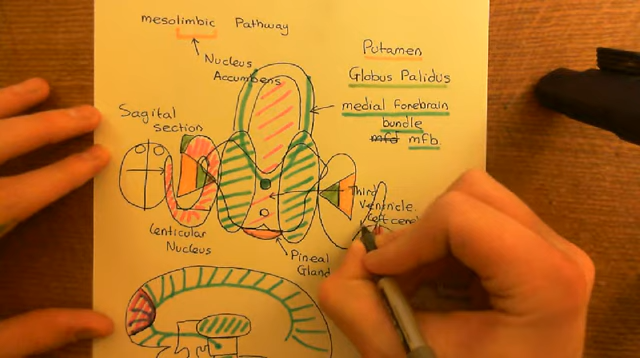 mesolimbic Pathway
Nucleus
Accumbens
Putamen
Globus Palidus
medial forebrain
bundle
mfd mfb.
Sagital
section
Third
Ventricle.
Left
Lenticular
Nucleus
Pineal
Gland